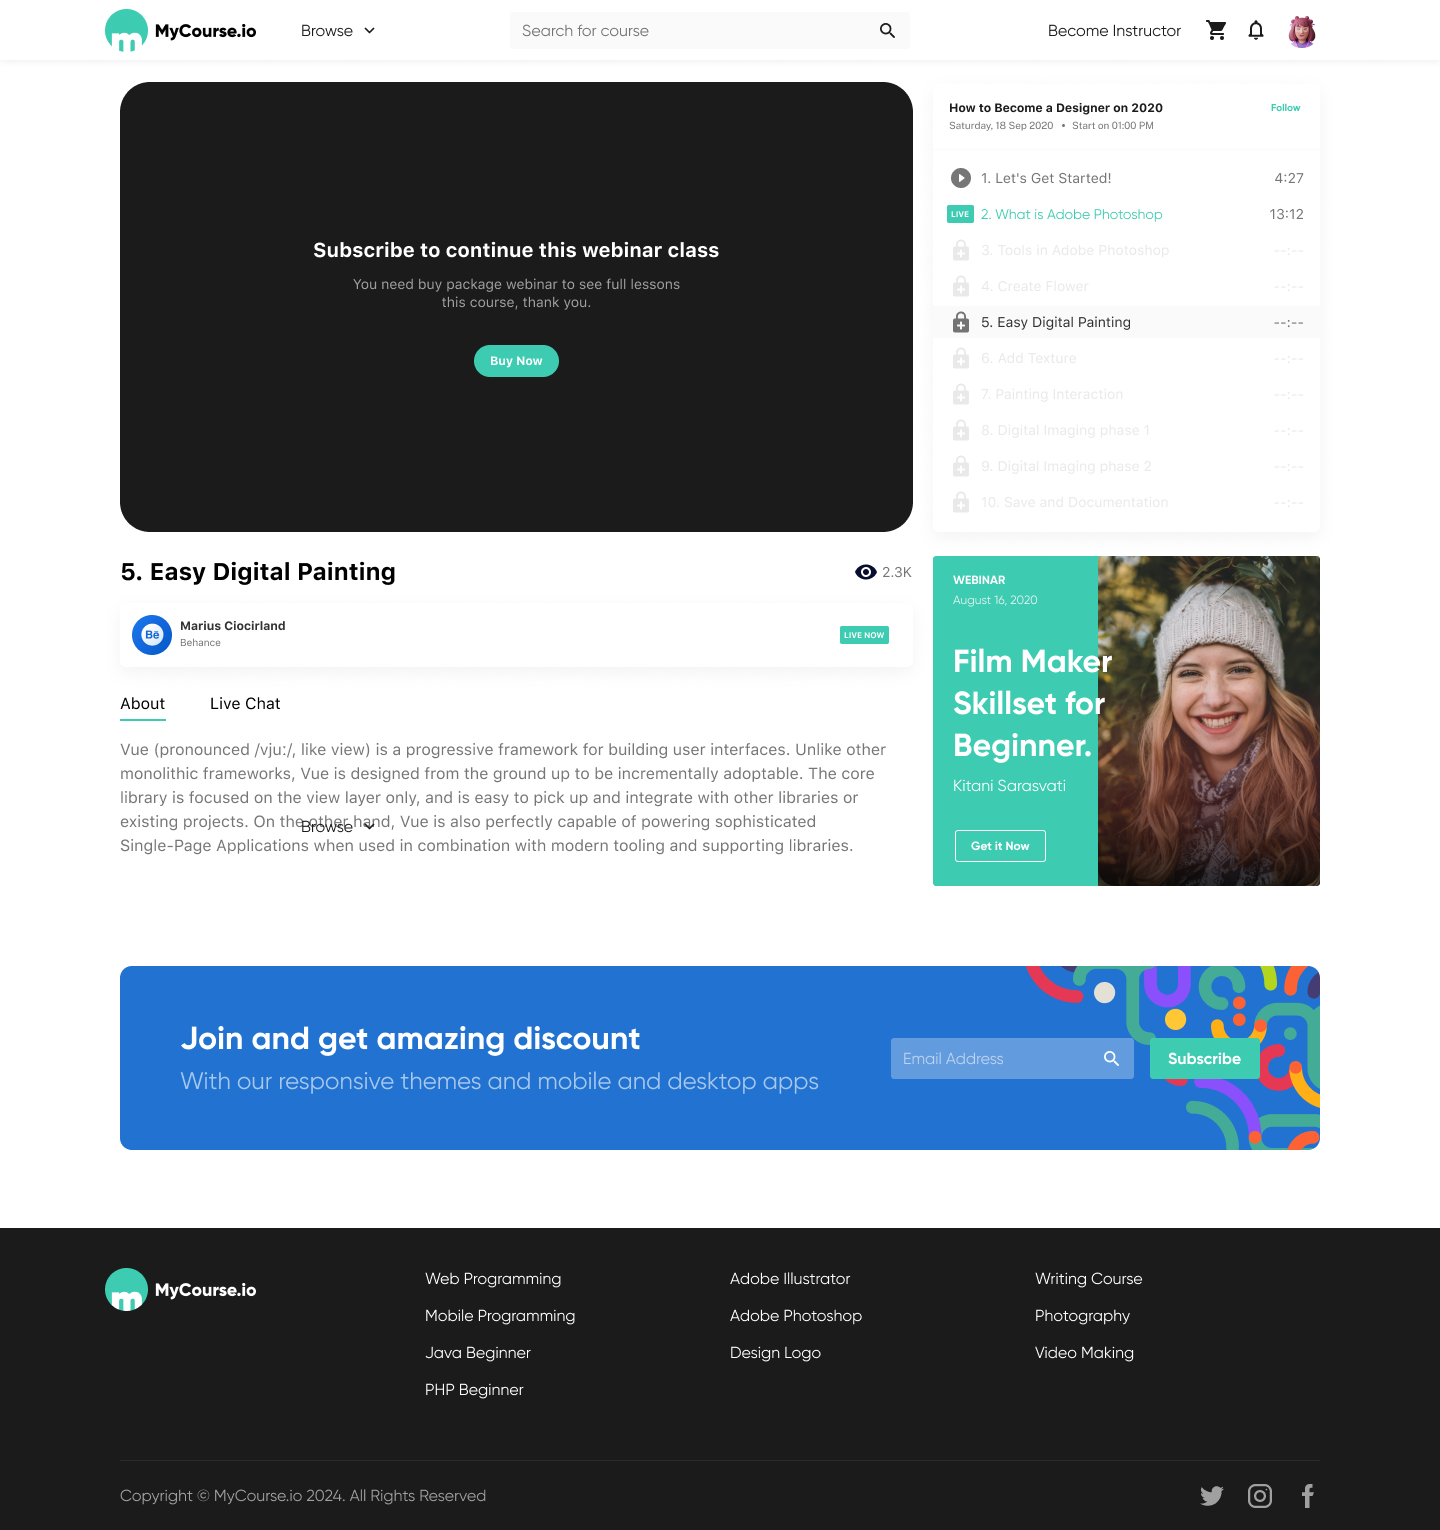 MyCourse.io
Browse
Search for course
Become Instructor
Subscribe to continue this webinar class
You need buy package webinar to see full lessons
this course, thank you.
Buy Now
How to Become a Designer on 2020
Follow
Saturday, 18 Sep 2020 • Start on 01:00 PM
1. Let's Get Started! 4:27
LIVE 2. What is Adobe Photoshop 13:12
3. Tools in Adobe Photoshop --:--
4. Create Flower --:--
5. Easy Digital Painting --:--
6. Add Texture --:--
7. Painting Interaction --:--
8. Digital Imaging phase 1 --:--
9. Digital Imaging phase 2 --:--
10. Save and Documentation --:--
5. Easy Digital Painting
2.3K
Bē
Marius Ciocirland
Behance
LIVE NOW
About
Live Chat
Vue (pronounced /vjuː/, like view) is a progressive framework for building user interfaces. Unlike other
monolithic frameworks, Vue is designed from the ground up to be incrementally adoptable. The core
library is focused on the view layer only, and is easy to pick up and integrate with other libraries or
existing projects. On the other hand, Vue is also perfectly capable of powering sophisticated
Browse
Single-Page Applications when used in combination with modern tooling and supporting libraries.
WEBINAR
August 16, 2020
Film Maker
Skillset for
Beginner.
Kitani Sarasvati
Get it Now
Join and get amazing discount
With our responsive themes and mobile and desktop apps
Email Address
Subscribe
MyCourse.io
Web Programming
Mobile Programming
Java Beginner
PHP Beginner
Adobe Illustrator
Adobe Photoshop
Design Logo
Writing Course
Photography
Video Making
Copyright © MyCourse.io 2024. All Rights Reserved